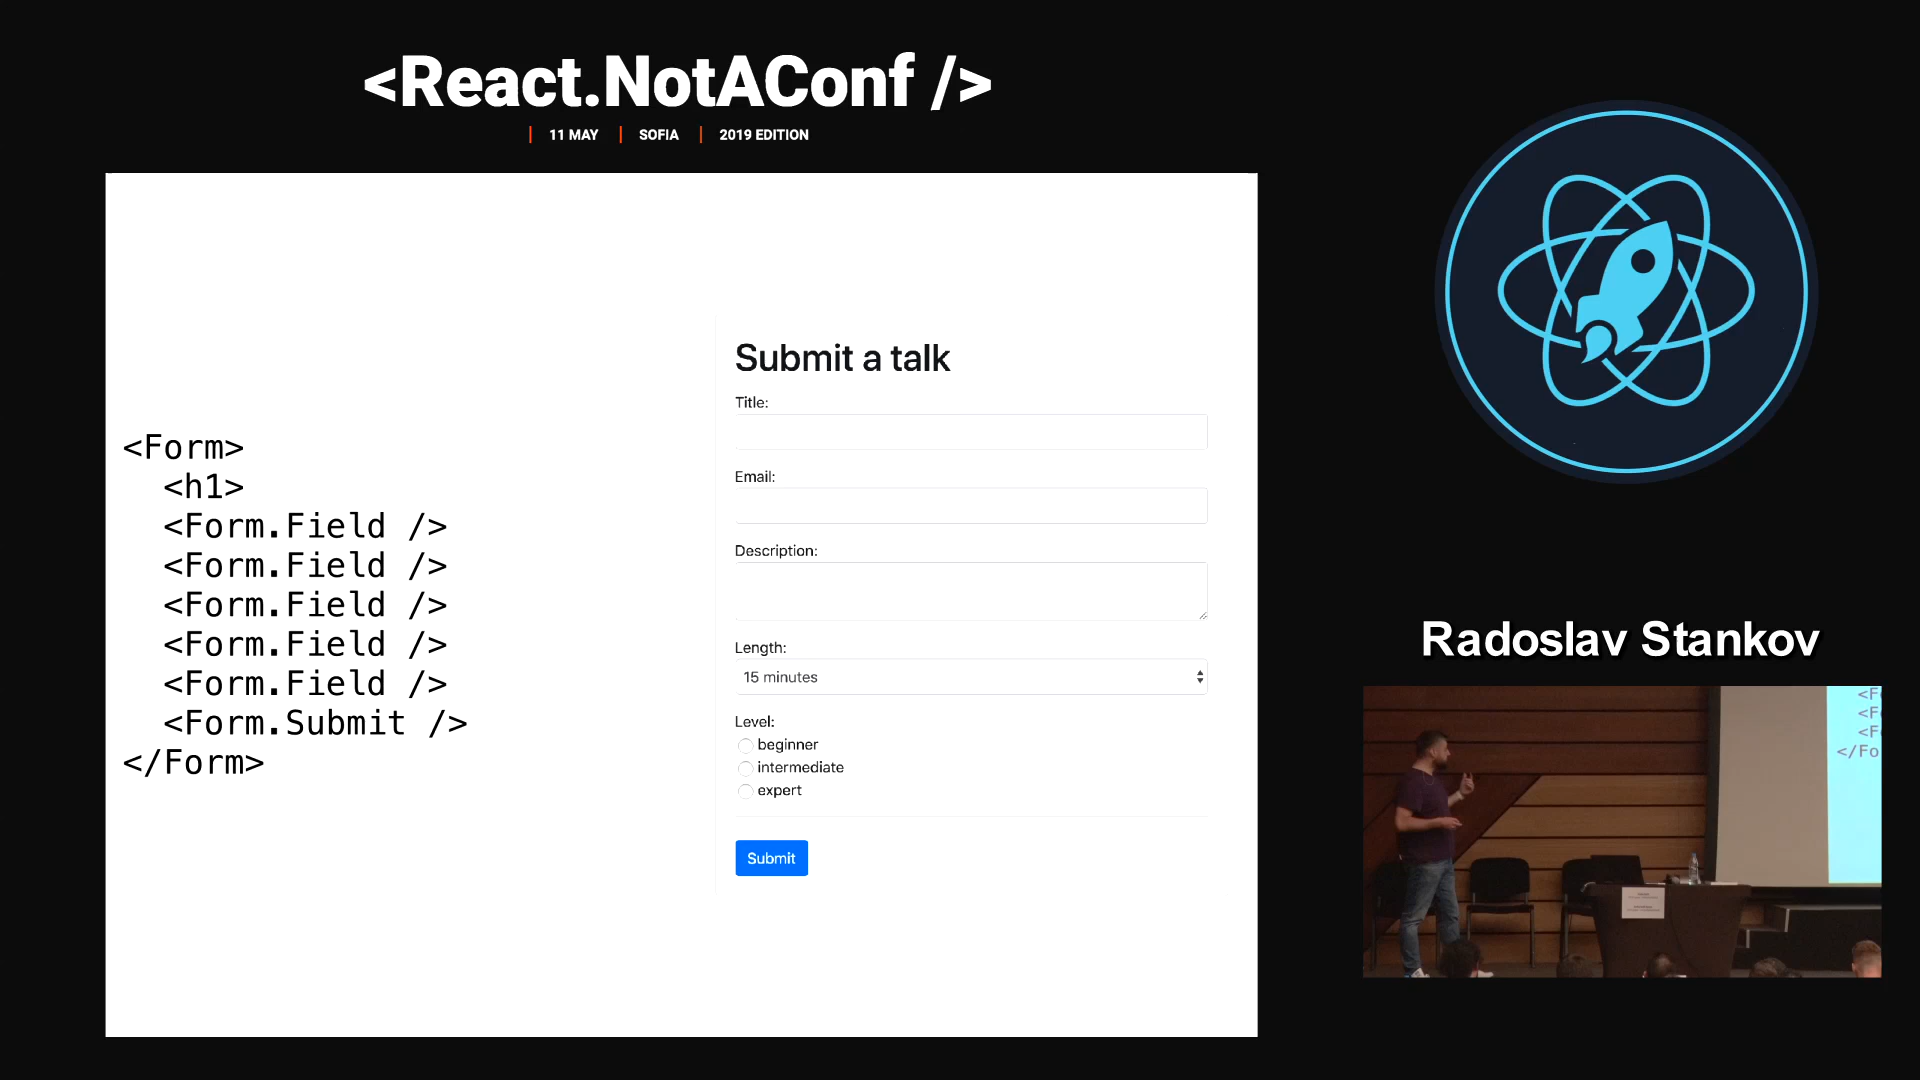 <React.NotAConf />
| 11 MAY | SOFIA | 2019 EDITION
<Form>
<h1>
<Form.Field />
<Form.Field />
<Form.Field />
<Form.Field />
<Form.Field />
<Form.Submit />
</Form>
Submit a talk
Title:
Email:
Description:
Length:
15 minutes
Level:
beginner
intermediate
expert
Submit
Radoslav Stankov
<F
<F
<F
</Fo